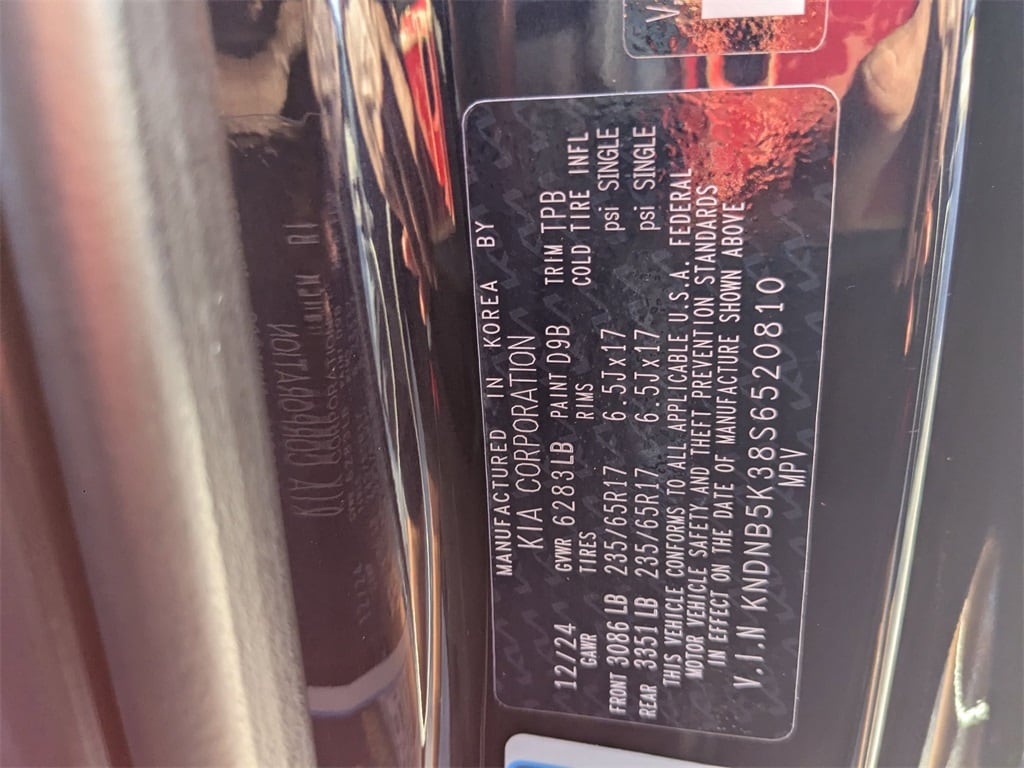 V
MANUFACTURED IN KOREA BY
KIA CORPORATION
12/24 GVWR 6283LB PAINT D9B TRIM TPB
GAWR TIRES RIMS COLD TIRE INFL
FRONT 3086 LB 235/65R17 6.5Jx17 psi SINGLE
REAR 3351 LB 235/65R17 6.5Jx17 psi SINGLE
THIS VEHICLE CONFORMS TO ALL APPLICABLE U.S.A. FEDERAL
MOTOR VEHICLE SAFETY AND THEFT PREVENTION STANDARDS
IN EFFECT ON THE DATE OF MANUFACTURE SHOWN ABOVE
V.I.N KNDNB5K38S6520810
MPV